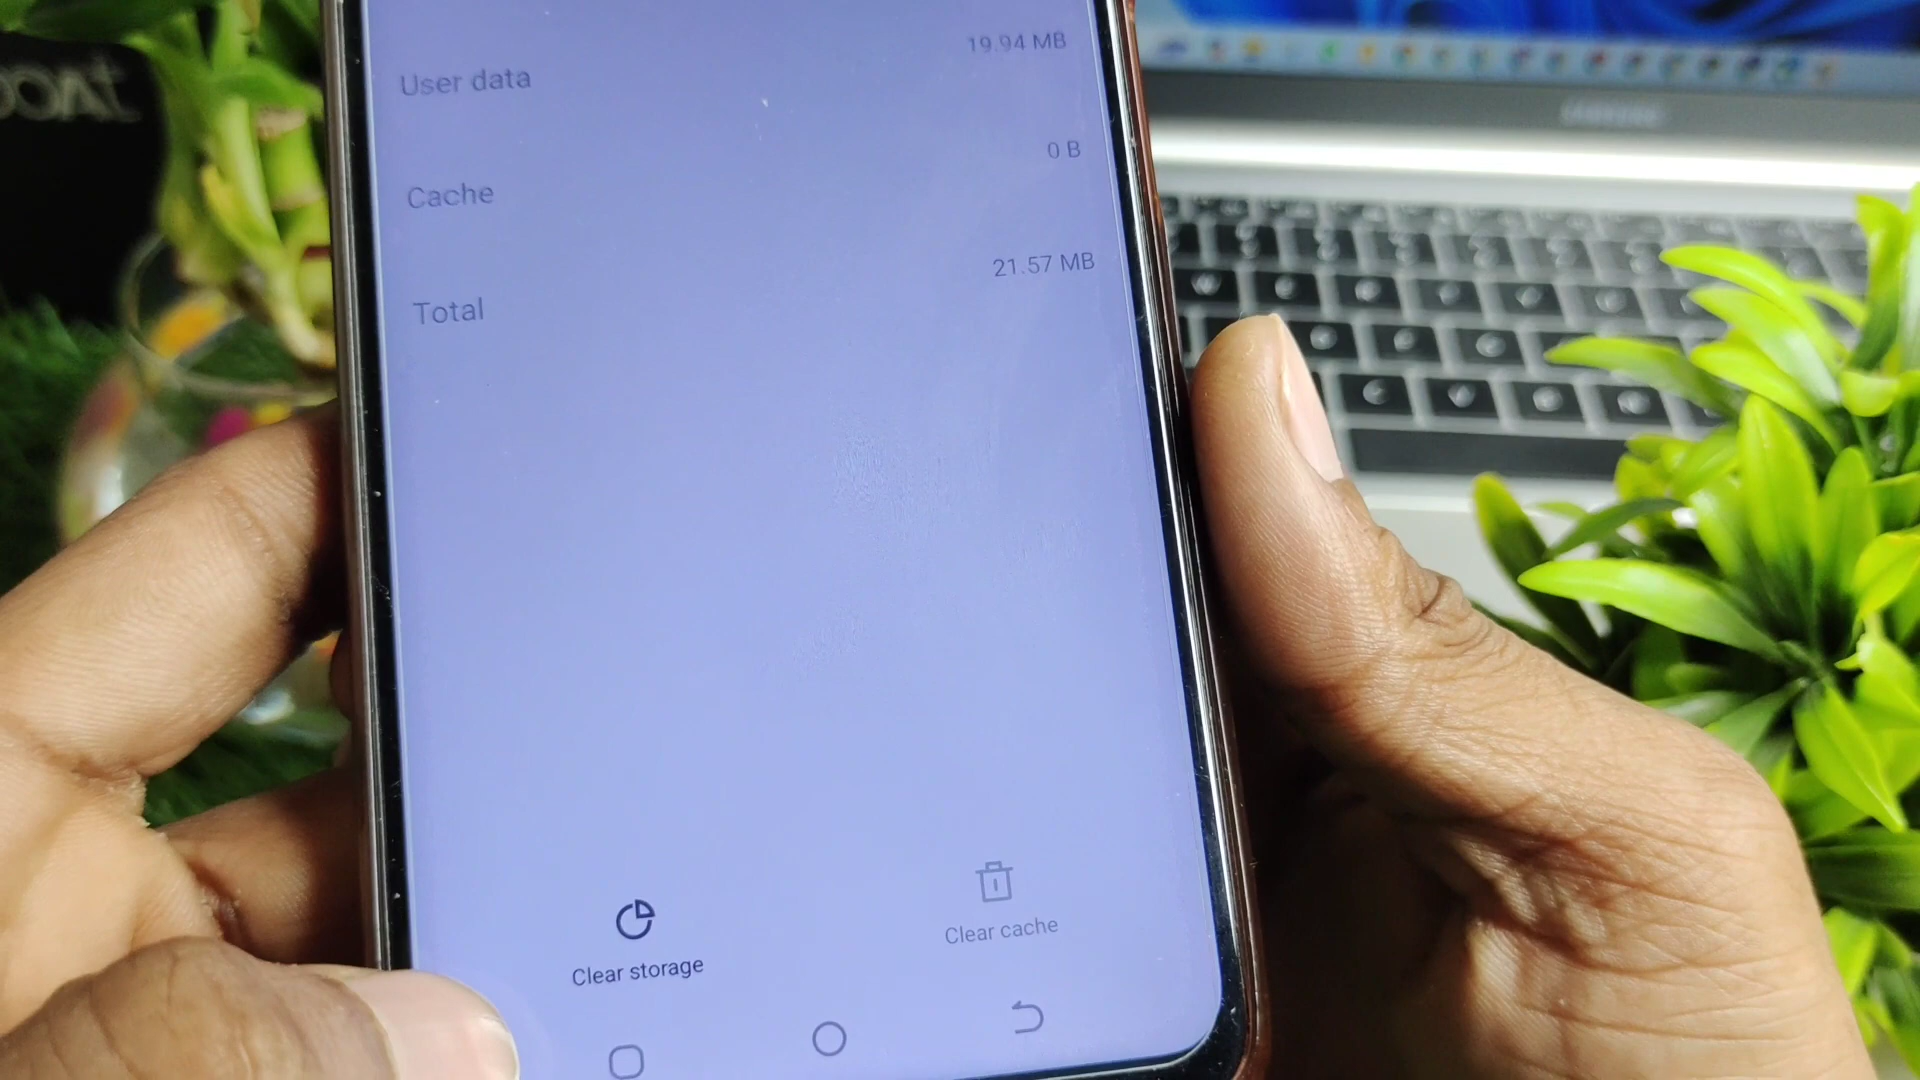 19.94 MB
User data
0 B
Cache
21.57 MB
Total
Clear storage
Clear cache